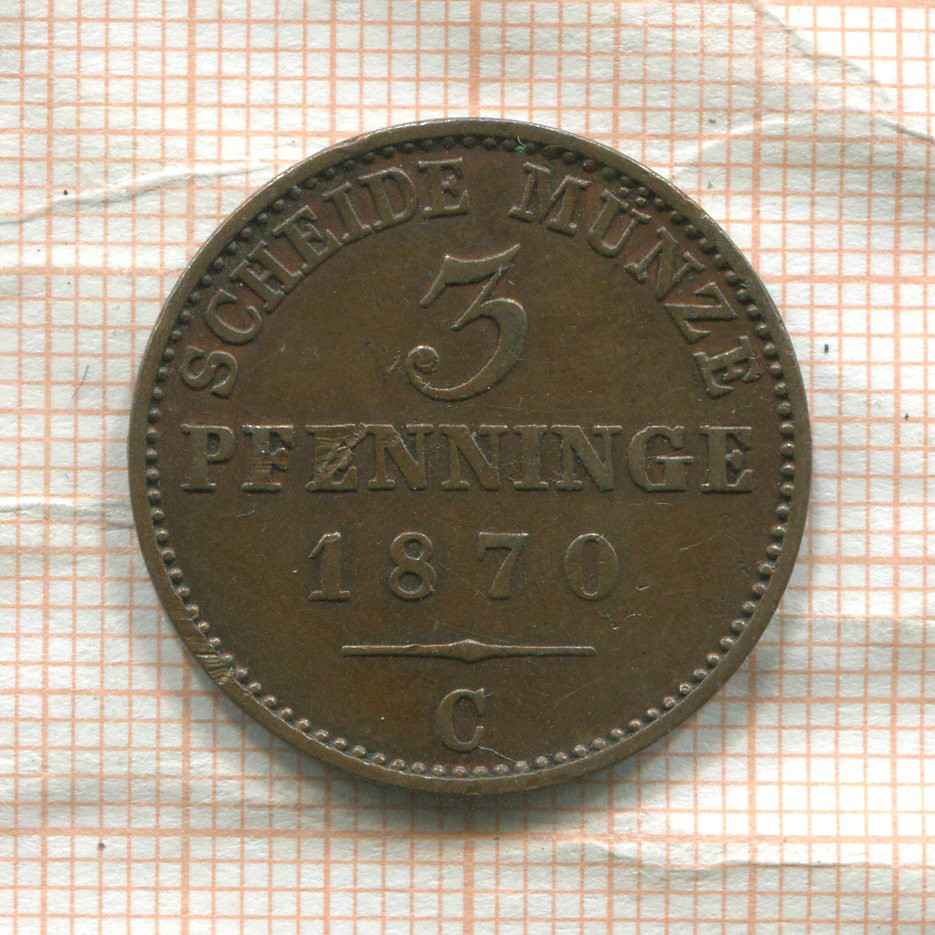 SCHEIDE MÜNZE
3
PFENNINGE
1870
C